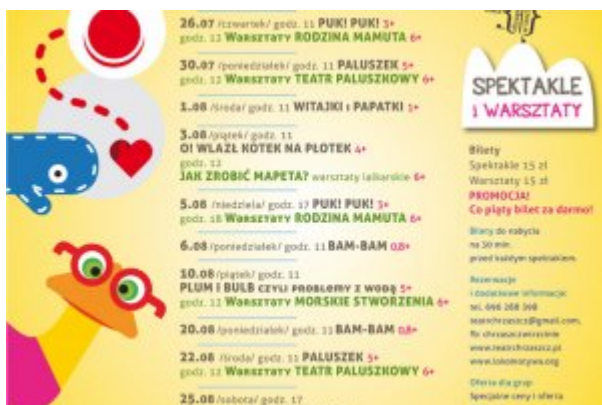 26.07 /czwartek/ godz. 11 PUK! PUK! 3+
godz. 12 WARSZTATY RODZINA MAMUTA 6+
30.07 /poniedziałek/ godz. 11 PALUSZEK 5+
godz. 12 WARSZTATY TEATR PALUSZKOWY 6+
1.08 /środa/ godz. 11 WITAJKI I PAPATKI 1+
3.08 /piątek/ godz. 11
O! WLAZŁ KOTEK NA PŁOTEK 4+
godz. 12
JAK ZROBIĆ MAPETA? warsztaty lalkarskie 6+
5.08 /niedziela/ godz. 17 PUK! PUK! 3+
godz. 18 WARSZTATY RODZINA MAMUTA 6+
6.08 /poniedziałek/ godz. 11 BAM-BAM 0,8+
10.08 /piątek/ godz. 11
PLUM I BULB CZYLI PROBLEMY Z WODĄ 5+
godz. 12 WARSZTATY MORSKIE STWORZENIA 6+
20.08 /poniedziałek/ godz. 11 BAM-BAM 0,8+
22.08 /środa/ godz. 11 PALUSZEK 5+
godz. 12 WARSZTATY TEATR PALUSZKOWY 6+
25.08 /sobota/ godz. 17
SPEKTAKLE
I WARSZTATY
Bilety
Spektakle 15 zł
Warsztaty 15 zł
PROMOCJA!
Co piąty bilet za darmo!
Bilety do nabycia
na 30 min.
przed każdym spektaklem.
Rezerwacje
i dodatkowe informacje:
teatrchrzaszcz@gmail.com,
www.teatrchrzaszcz.pl
www.lokomotywa.org
Oferta dla grup
Specjalne ceny i oferta